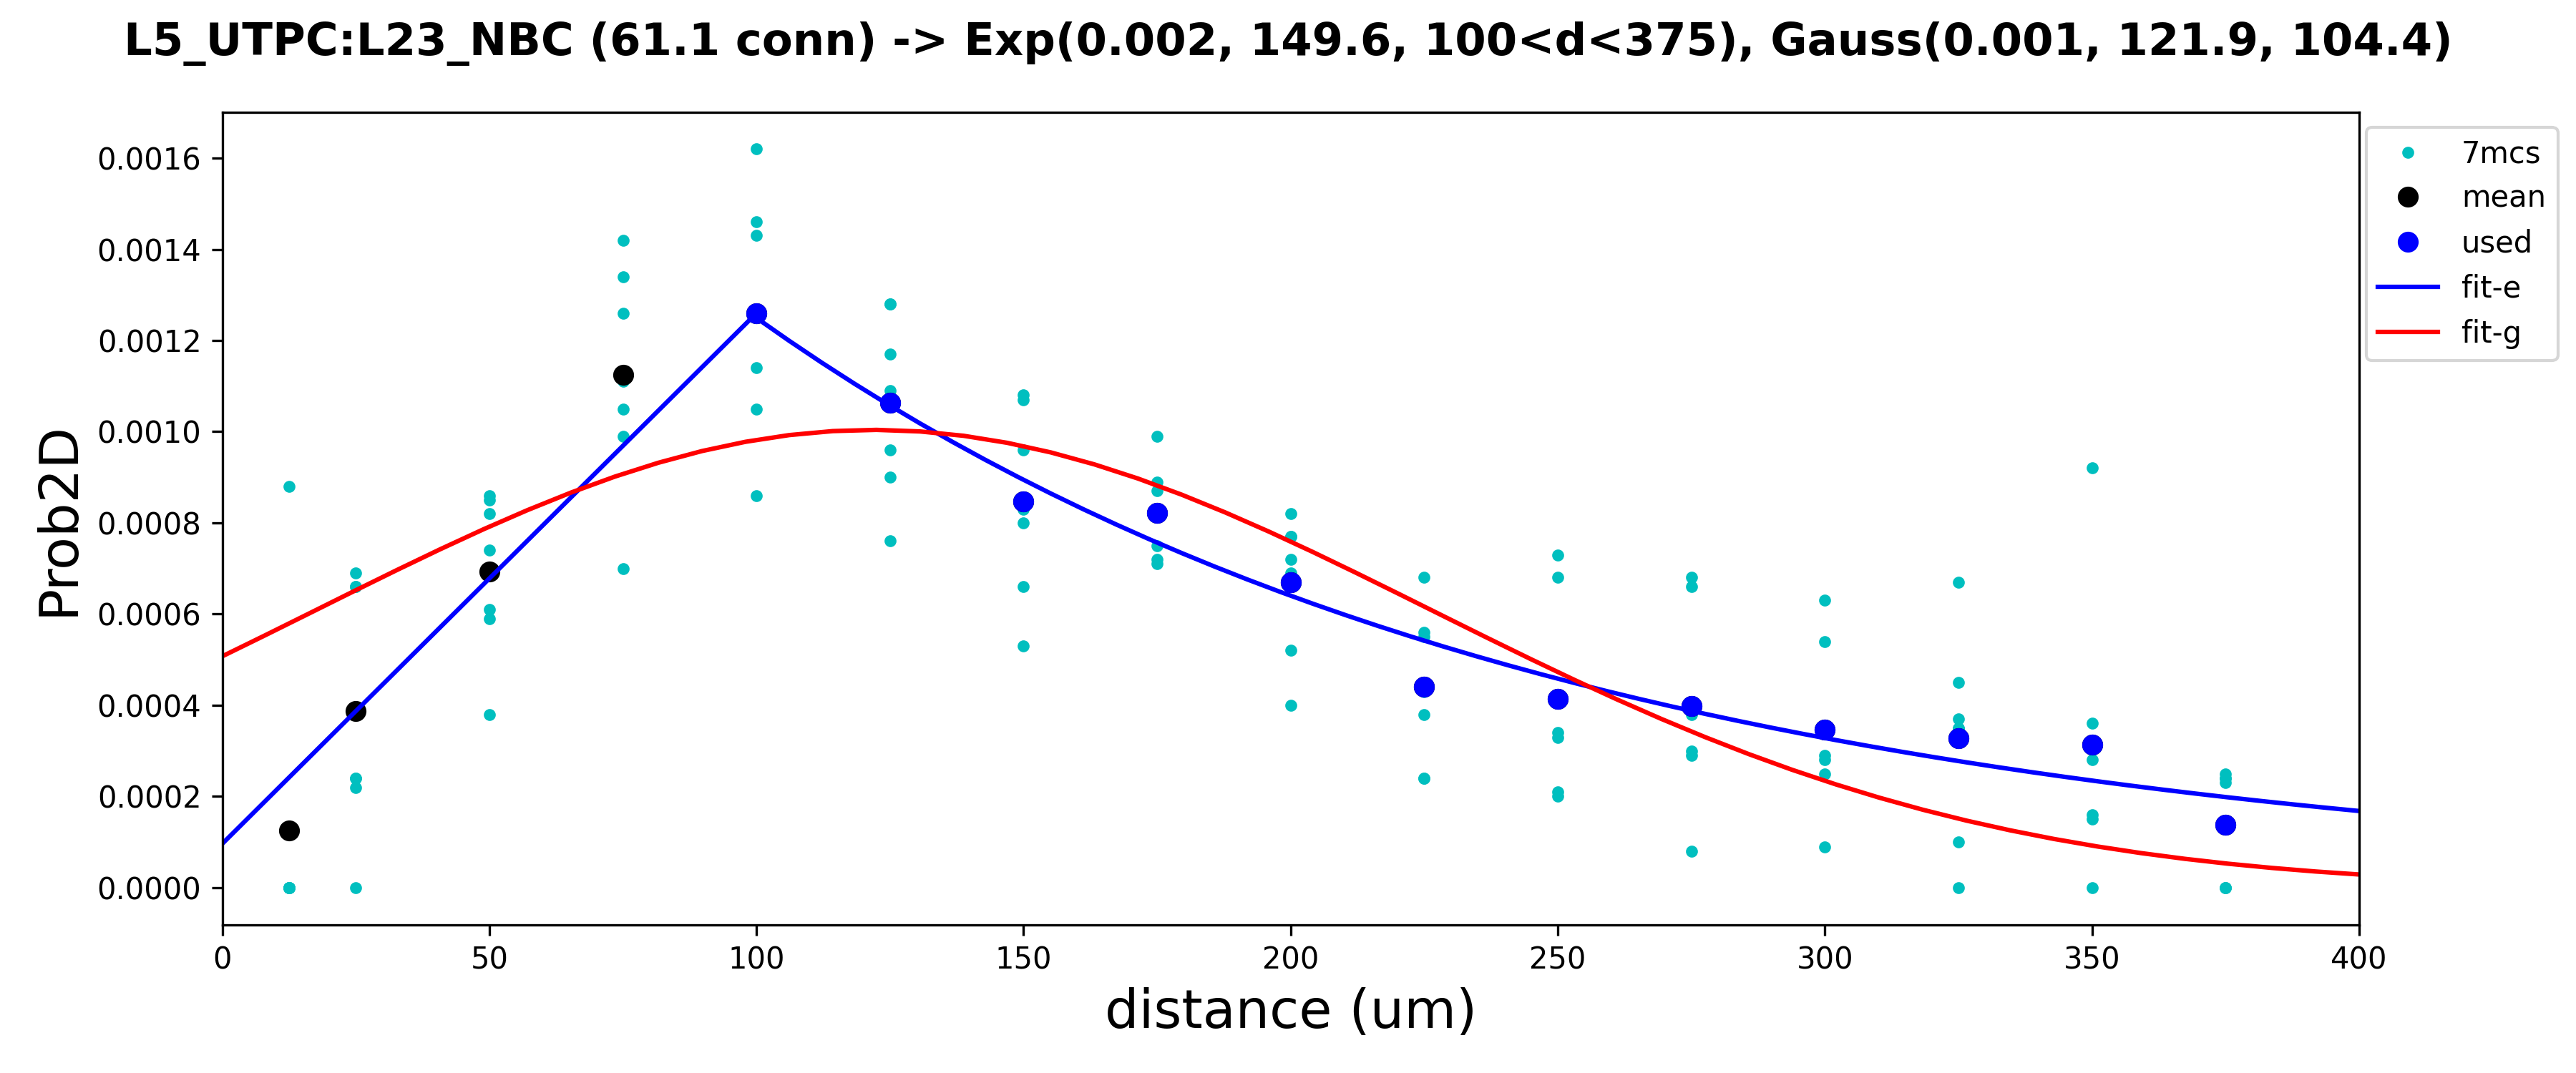 L5_UTPC:L23_NBC (61.1 conn) -> Exp(0.002, 149.6, 100<d<375), Gauss(0.001, 121.9, 104.4)
7mcs
mean
used
fit-e
fit-g
0.0016
0.0014
0.0012
0.0010
0.0008
0.0006
0.0004
0.0002
0.0000
Prob2D
0 50 100 150 200 250 300 350 400
distance (um)